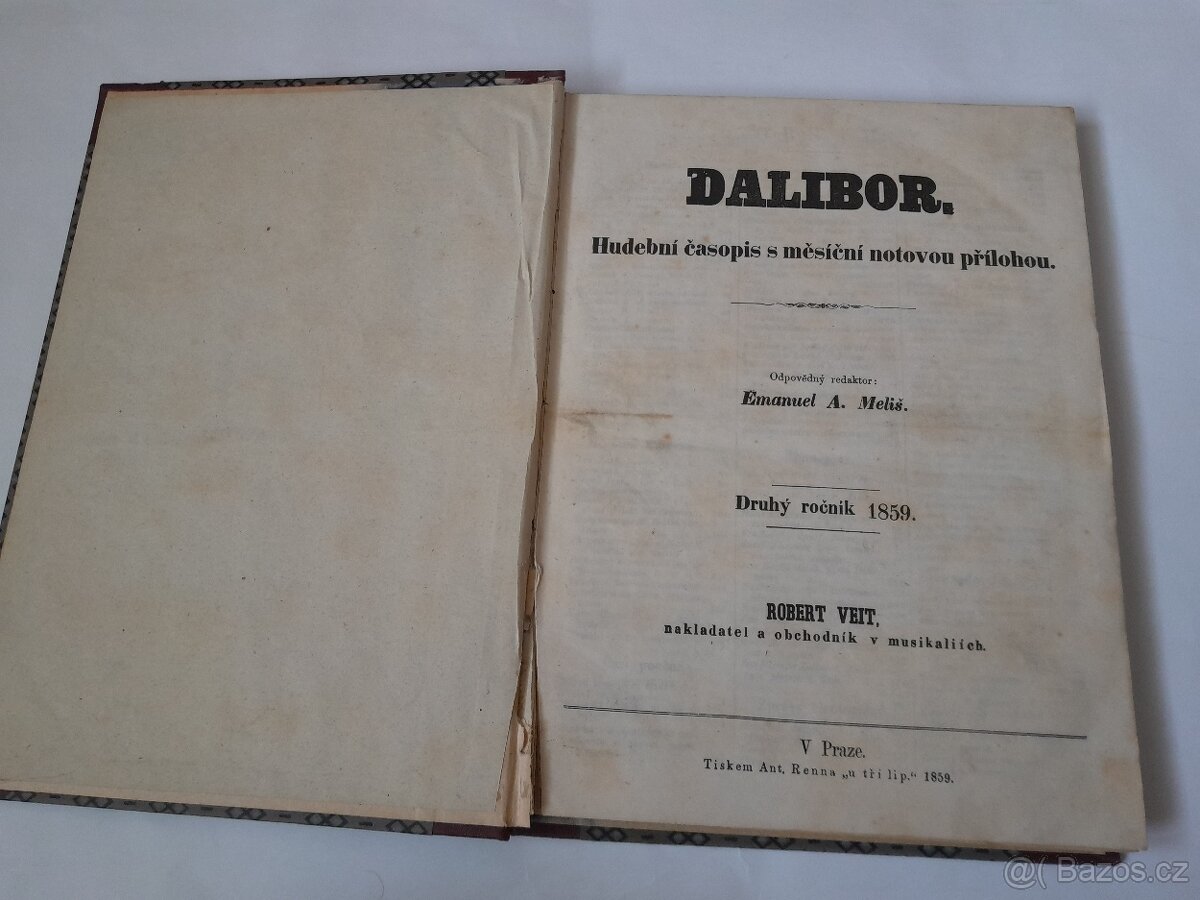 DALIBOR.
Hudební časopis s měsíční notovou přílohou.
Odpovědný redaktor:
Emanuel A. Meliš.
Druhý ročník 1859.
ROBERT VEIT,
nakladatel a obchodník v musikaliích.
V Praze.
Tiskem Ant. Renna „u tří lip.“ 1859.
@( Bazos.cz